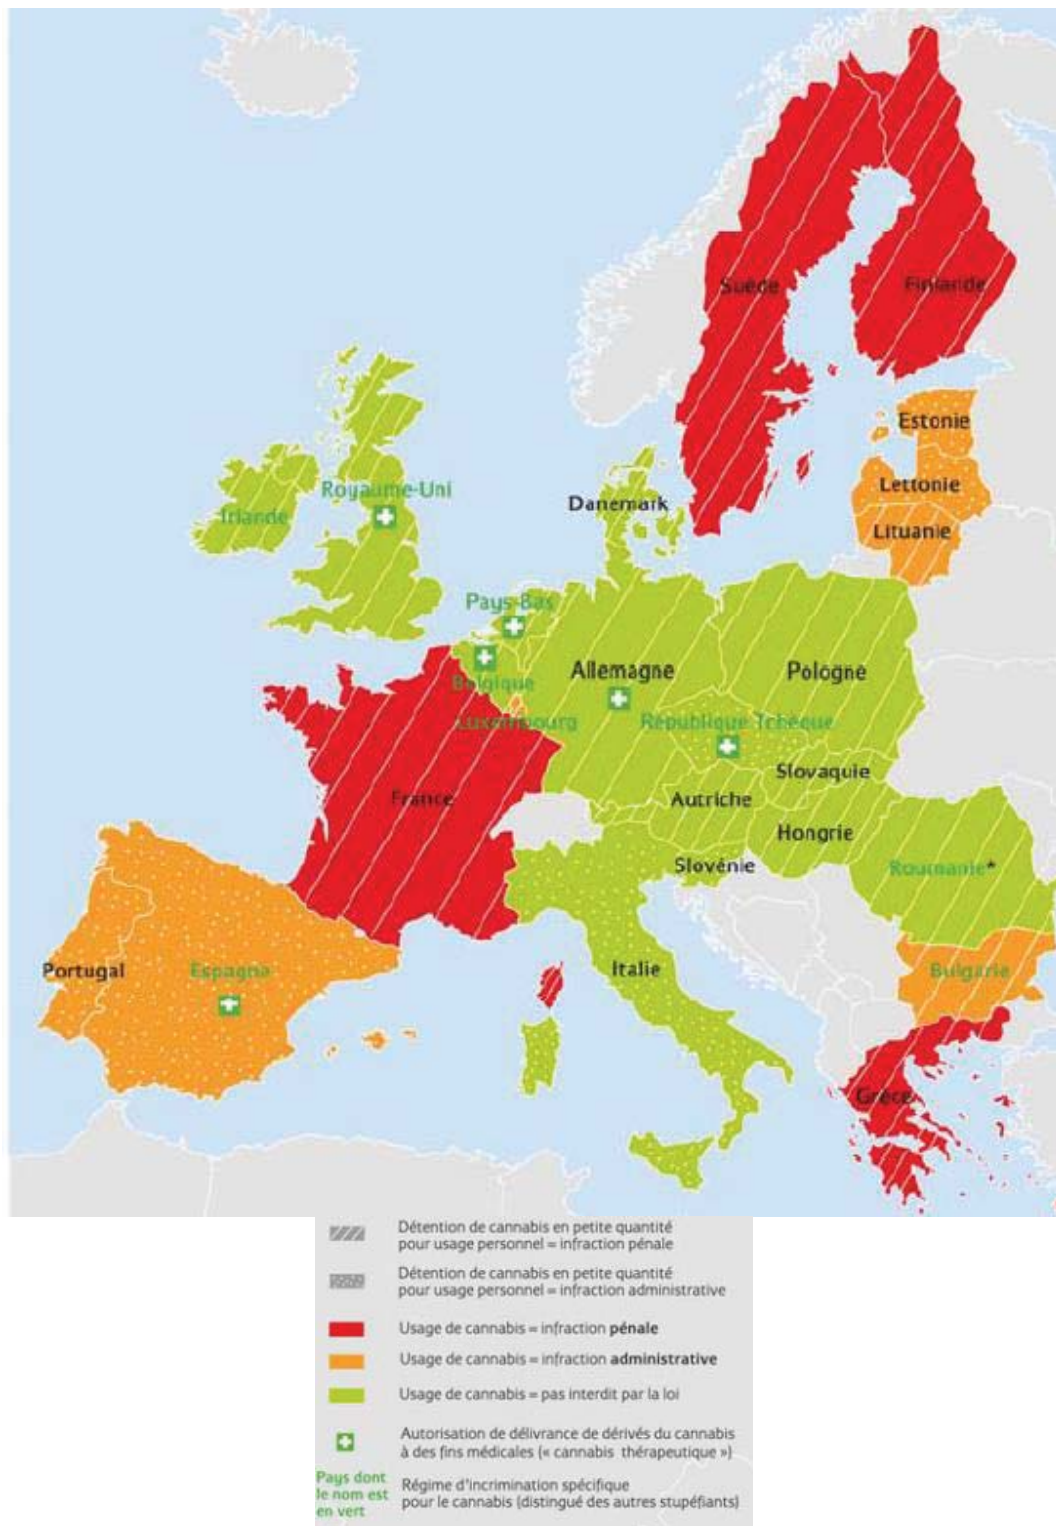 Suède
Finlande
Estonie
Lettonie
Lituanie
Royaume-Uni
Irlande
Danemark
Pays-Bas
Belgique
Luxembourg
Allemagne
Pologne
République Tchèque
Slovaquie
Autriche
Hongrie
Slovénie
Roumanie*
France
Portugal
Espagne
Italie
Bulgarie
Grèce
Détention de cannabis en petite quantité
pour usage personnel = infraction pénale
Détention de cannabis en petite quantité
pour usage personnel = infraction administrative
Usage de cannabis = infraction pénale
Usage de cannabis = infraction administrative
Usage de cannabis = pas interdit par la loi
Autorisation de délivrance de dérivés du cannabis
à des fins médicales (« cannabis thérapeutique »)
Pays dont
le nom est
en vert
Régime d'incrimination spécifique
pour le cannabis (distingué des autres stupéfiants)